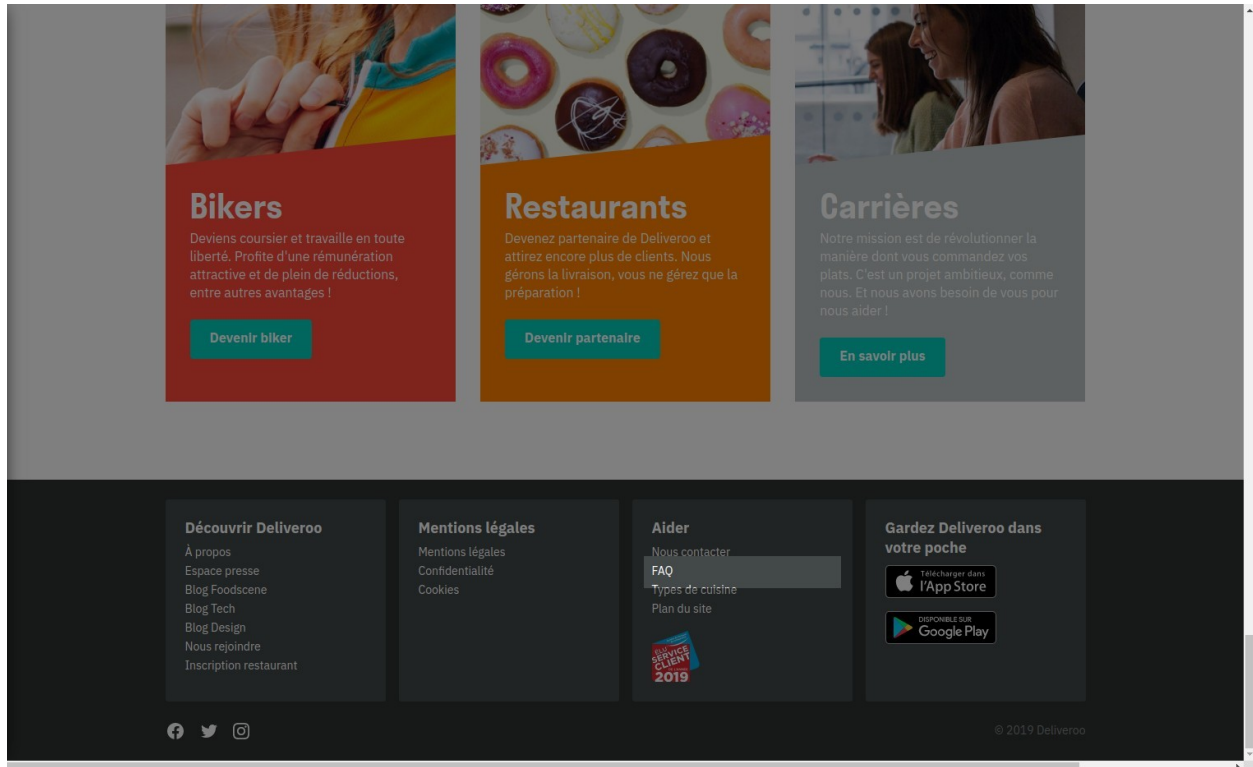 Bikers
Deviens coursier et travaille en toute
liberté. Profite d'une rémunération
attractive et de plein de réductions,
entre autres avantages !
Devenir biker
Restaurants
Devenez partenaire de Deliveroo et
attirez encore plus de clients. Nous
gérons la livraison, vous ne gérez que la
préparation !
Devenir partenaire
Carrières
Notre mission est de révolutionner la
manière dont vous commandez vos
plats. C'est un projet ambitieux, comme
nous. Et nous avons besoin de vous pour
nous aider !
En savoir plus
Découvrir Deliveroo
À propos
Espace presse
Blog Foodscene
Blog Tech
Blog Design
Nous rejoindre
Inscription restaurant
Mentions légales
Mentions légales
Confidentialité
Cookies
Aider
Nous contacter
FAQ
Types de cuisine
Plan du site
ELU
SERVICE
CLIENT
DE L'ANNÉE
2019
Gardez Deliveroo dans
votre poche
Télécharger dans
l'App Store
DISPONIBLE SUR
Google Play
© 2019 Deliveroo